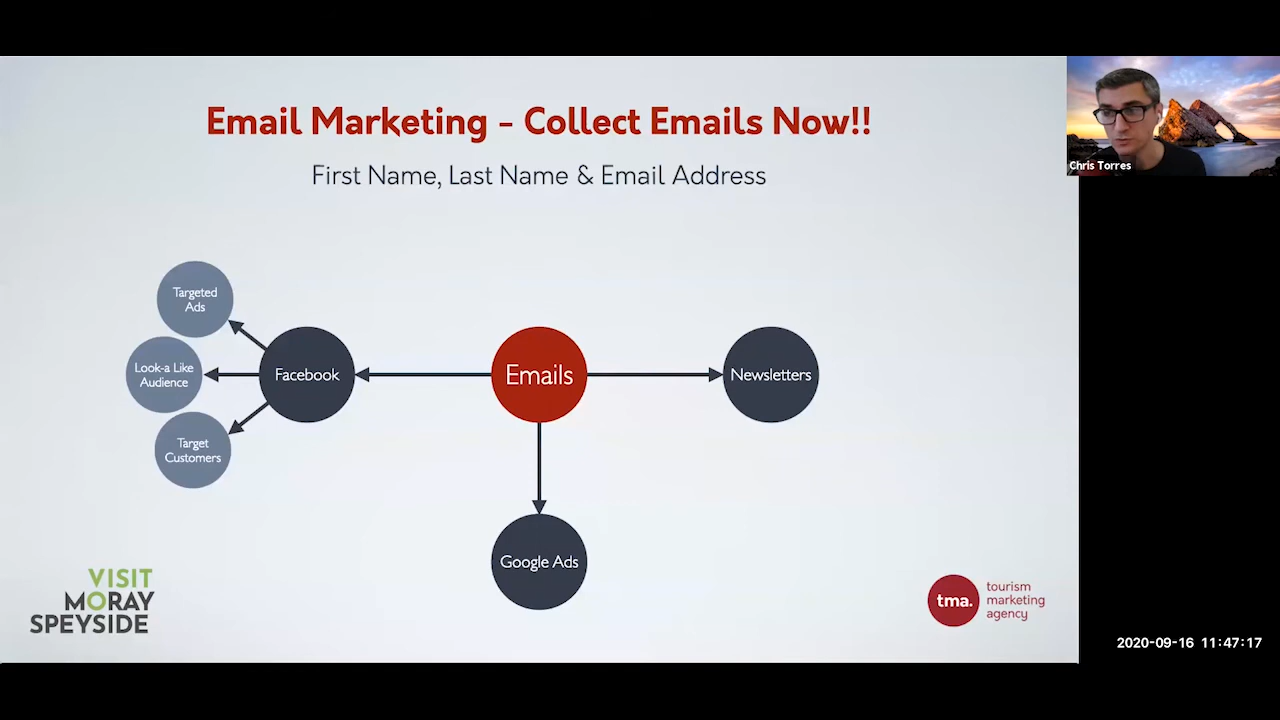 Email Marketing - Collect Emails Now!!
First Name, Last Name & Email Address
Chris Torres
Targeted
Ads
Look-a Like
Audience
Target
Customers
Facebook
Emails
Newsletters
Google Ads
VISIT
MORAY
SPEYSIDE
tma.
tourism
marketing
agency
2020-09-16 11:47:17